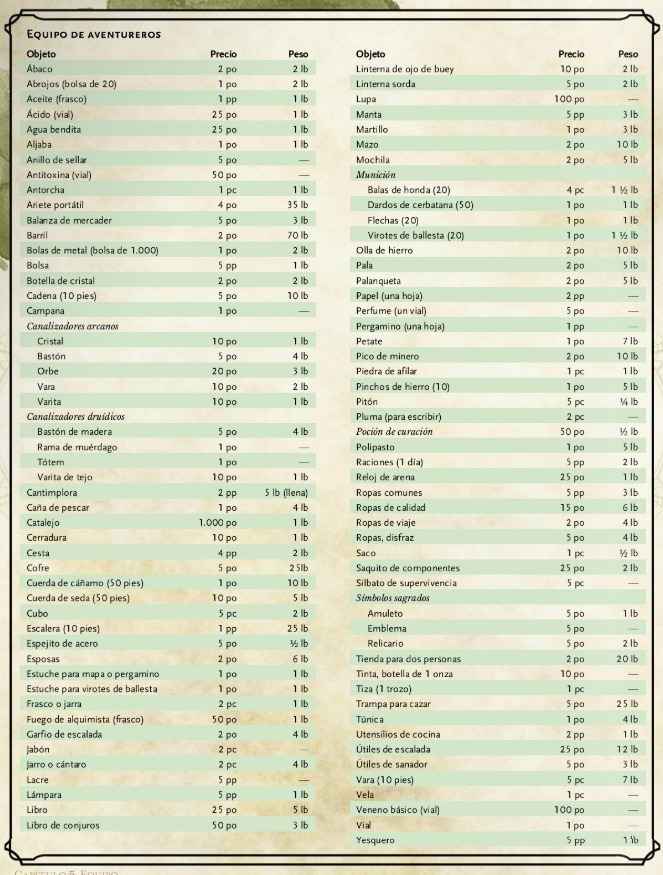 Equipo de aventureros
Objeto Precio Peso
Ábaco 2 po 2 lb
Abrojos (bolsa de 20) 1 po 2 lb
Aceite (frasco) 1 pp 1 lb
Ácido (vial) 25 po 1 lb
Agua bendita 25 po 1 lb
Aljaba 1 po 1 lb
Anillo de sellar 5 po —
Antitoxina (vial) 50 po —
Antorcha 1 pc 1 lb
Ariete portátil 4 po 35 lb
Balanza de mercader 5 po 3 lb
Barril 2 po 70 lb
Bolas de metal (bolsa de 1.000) 1 po 2 lb
Bolsa 5 pp 1 lb
Botella de cristal 2 po 2 lb
Cadena (10 pies) 5 po 10 lb
Campana 1 po —
Canalizadores arcanos
Cristal 10 po 1 lb
Bastón 5 po 4 lb
Orbe 20 po 3 lb
Vara 10 po 2 lb
Varita 10 po 1 lb
Canalizadores druídicos
Bastón de madera 5 po 4 lb
Rama de muérdago 1 po —
Tótem 1 po —
Varita de tejo 10 po 1 lb
Cantimplora 2 pp 5 lb (llena)
Caña de pescar 1 po 4 lb
Catalejo 1.000 po 1 lb
Cerradura 10 po 1 lb
Cesta 4 pp 2 lb
Cofre 5 po 25lb
Cuerda de cáñamo (50 pies) 1 po 10 lb
Cuerda de seda (50 pies) 10 po 5 lb
Cubo 5 pc 2 lb
Escalera (10 pies) 1 pp 25 lb
Espejito de acero 5 po ½ lb
Esposas 2 po 6 lb
Estuche para mapa o pergamino 1 po 1 lb
Estuche para virotes de ballesta 1 po 1 lb
Frasco o jarra 2 pc 1 lb
Fuego de alquimista (frasco) 50 po 1 lb
Garfio de escalada 2 po 4 lb
Jabón 2 pc —
Jarro o cántaro 2 pc 4 lb
Lacre 5 pp —
Lámpara 5 pp 1 lb
Libro 25 po 5 lb
Libro de conjuros 50 po 3 lb
Objeto Precio Peso
Linterna de ojo de buey 10 po 2 lb
Linterna sorda 5 po 2 lb
Lupa 100 po —
Manta 5 pp 3 lb
Martillo 1 po 3 lb
Mazo 2 po 10 lb
Mochila 2 po 5 lb
Munición
Balas de honda (20) 4 pc 1 ½ lb
Dardos de cerbatana (50) 1 po 1 lb
Flechas (20) 1 po 1 lb
Virotes de ballesta (20) 1 po 1 ½ lb
Olla de hierro 2 po 10 lb
Pala 2 po 5 lb
Palanqueta 2 po 5 lb
Papel (una hoja) 2 pp —
Perfume (un vial) 5 po —
Pergamino (una hoja) 1 pp —
Petate 1 po 7 lb
Pico de minero 2 po 10 lb
Piedra de afilar 1 pc 1 lb
Pinchos de hierro (10) 1 po 5 lb
Pitón 5 pc ¼ lb
Pluma (para escribir) 2 pc —
Poción de curación 50 po ½ lb
Polipasto 1 po 5 lb
Raciones (1 día) 5 pp 2 lb
Reloj de arena 25 po 1 lb
Ropas comunes 5 pp 3 lb
Ropas de calidad 15 po 6 lb
Ropas de viaje 2 po 4 lb
Ropas, disfraz 5 po 4 lb
Saco 1 pc ½ lb
Saquito de componentes 25 po 2 lb
Silbato de supervivencia 5 pc —
Símbolos sagrados
Amuleto 5 po 1 lb
Emblema 5 po —
Relicario 5 po 2 lb
Tienda para dos personas 2 po 20 lb
Tinta, botella de 1 onza 10 po —
Tiza (1 trozo) 1 pc —
Trampa para cazar 5 po 25 lb
Túnica 1 po 4 lb
Utensilios de cocina 2 pp 1 lb
Útiles de escalada 25 po 12 lb
Útiles de sanador 5 po 3 lb
Vara (10 pies) 5 pc 7 lb
Vela 1 pc —
Veneno básico (vial) 100 po —
Vial 1 po —
Yesquero 5 pp 1 lb